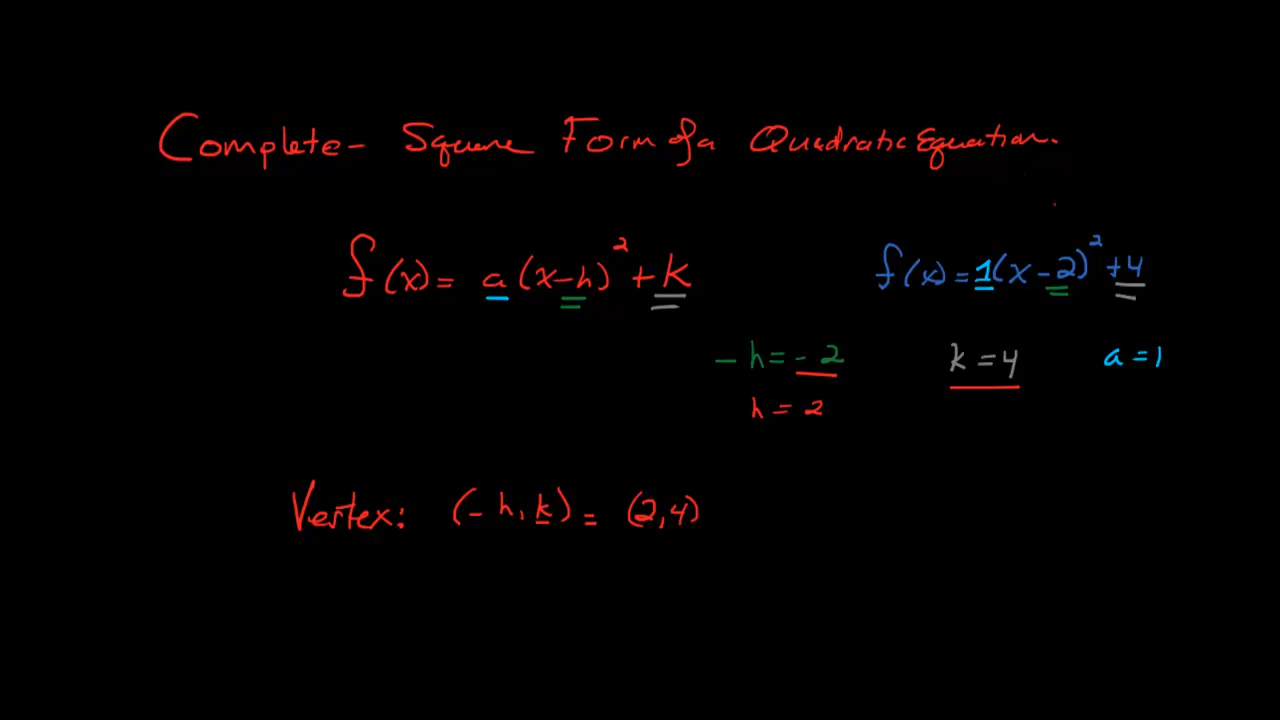 Complete- Square Form of a Quadratic Equation.
f(x) = a(x-h)² + k
f(x) = 1(x-2)² +4
-h = -2
k = 4
a = 1
h = 2
Vertex: (-h, k) = (2,4)